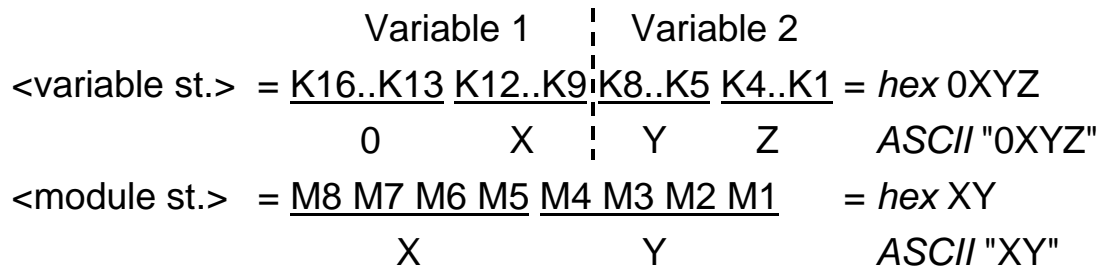 Variable 1 Variable 2
<variable st.> = K16..K13 K12..K9 K8..K5 K4..K1 = hex 0XYZ
0 X Y Z ASCII "0XYZ"
<module st.> = M8 M7 M6 M5 M4 M3 M2 M1 = hex XY
X Y ASCII "XY"